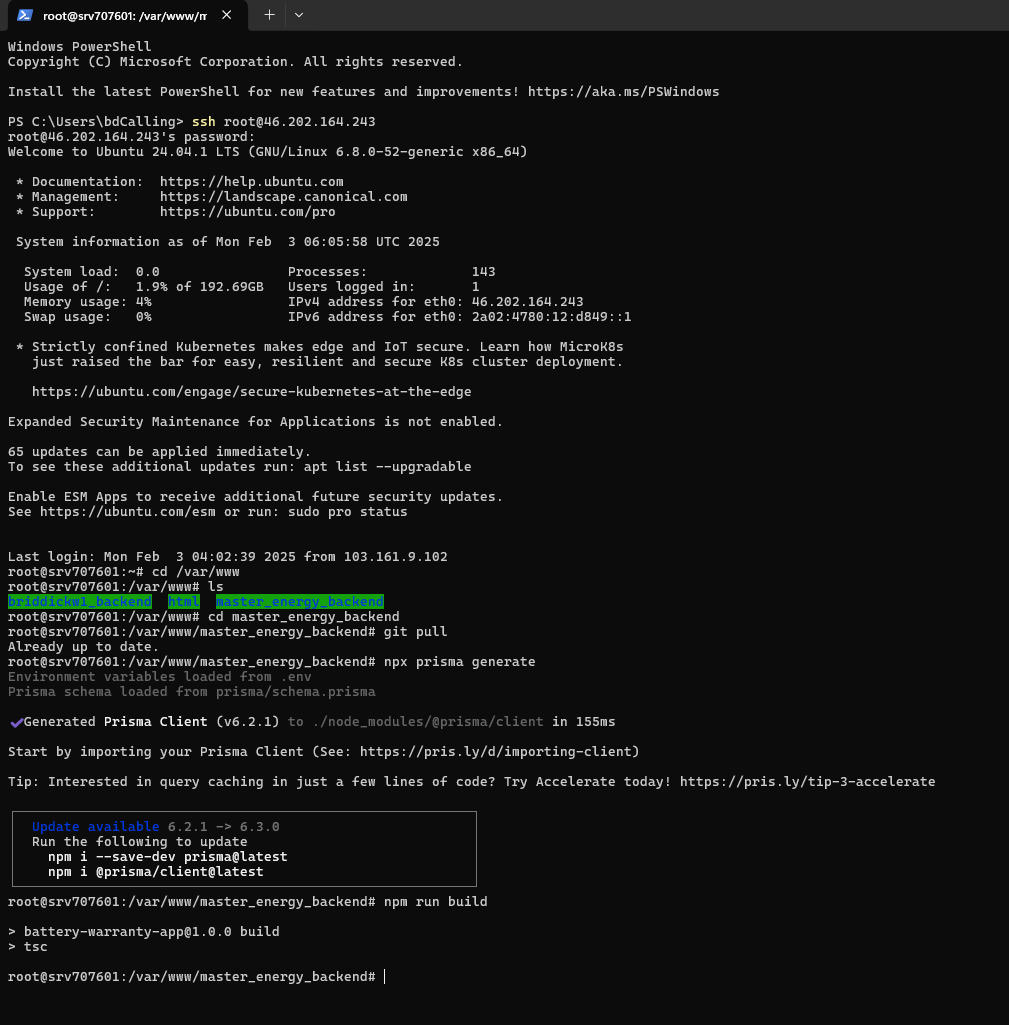 root@srv707601: /var/www/m
Windows PowerShell
Copyright (C) Microsoft Corporation. All rights reserved.
Install the latest PowerShell for new features and improvements! https://aka.ms/PSWindows
PS C:\Users\bdCalling> ssh root@46.202.164.243
root@46.202.164.243's password:
Welcome to Ubuntu 24.04.1 LTS (GNU/Linux 6.8.0-52-generic x86_64)
* Documentation:  https://help.ubuntu.com
* Management:     https://landscape.canonical.com
* Support:        https://ubuntu.com/pro
System information as of Mon Feb  3 06:05:58 UTC 2025
System load:  0.0                Processes:             143
Usage of /:   1.9% of 192.69GB   Users logged in:       1
Memory usage: 4%                 IPv4 address for eth0: 46.202.164.243
Swap usage:   0%                 IPv6 address for eth0: 2a02:4780:12:d849::1
* Strictly confined Kubernetes makes edge and IoT secure. Learn how MicroK8s
just raised the bar for easy, resilient and secure K8s cluster deployment.
https://ubuntu.com/engage/secure-kubernetes-at-the-edge
Expanded Security Maintenance for Applications is not enabled.
65 updates can be applied immediately.
To see these additional updates run: apt list --upgradable
Enable ESM Apps to receive additional future security updates.
See https://ubuntu.com/esm or run: sudo pro status
Last login: Mon Feb  3 04:02:39 2025 from 103.161.9.102
root@srv707601:~# cd /var/www
root@srv707601:/var/www# ls
briddickw1_backend  html  master_energy_backend
root@srv707601:/var/www# cd master_energy_backend
root@srv707601:/var/www/master_energy_backend# git pull
Already up to date.
root@srv707601:/var/www/master_energy_backend# npx prisma generate
Environment variables loaded from .env
Prisma schema loaded from prisma/schema.prisma
✔Generated Prisma Client (v6.2.1) to ./node_modules/@prisma/client in 155ms
Start by importing your Prisma Client (See: https://pris.ly/d/importing-client)
Tip: Interested in query caching in just a few lines of code? Try Accelerate today! https://pris.ly/tip-3-accelerate
Update available 6.2.1 -> 6.3.0
Run the following to update
npm i --save-dev prisma@latest
npm i @prisma/client@latest
root@srv707601:/var/www/master_energy_backend# npm run build
> battery-warranty-app@1.0.0 build
> tsc
root@srv707601:/var/www/master_energy_backend#